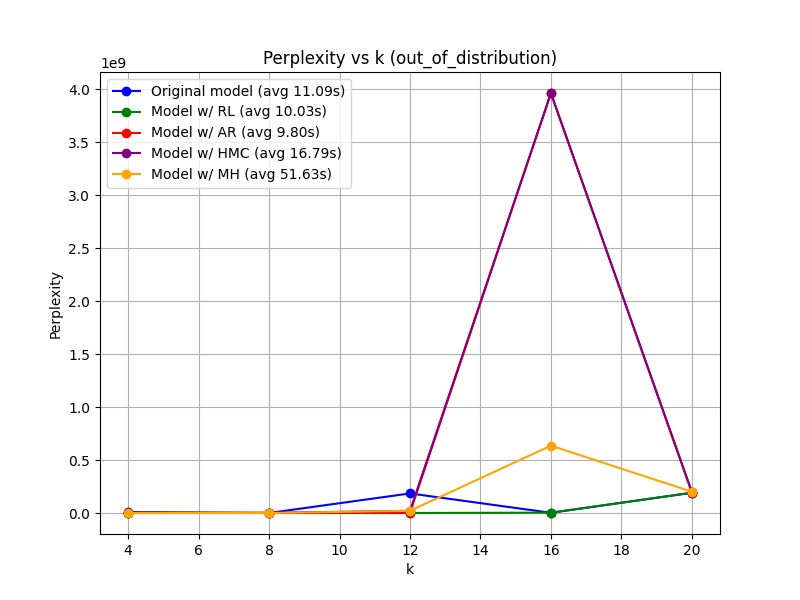 Perplexity vs k (out_of_distribution)
1e9
Original model (avg 11.09s)
Model w/ RL (avg 10.03s)
Model w/ AR (avg 9.80s)
Model w/ HMC (avg 16.79s)
Model w/ MH (avg 51.63s)
Perplexity
4.0
3.5
3.0
2.5
2.0
1.5
1.0
0.5
0.0
4 6 8 10 12 14 16 18 20
k